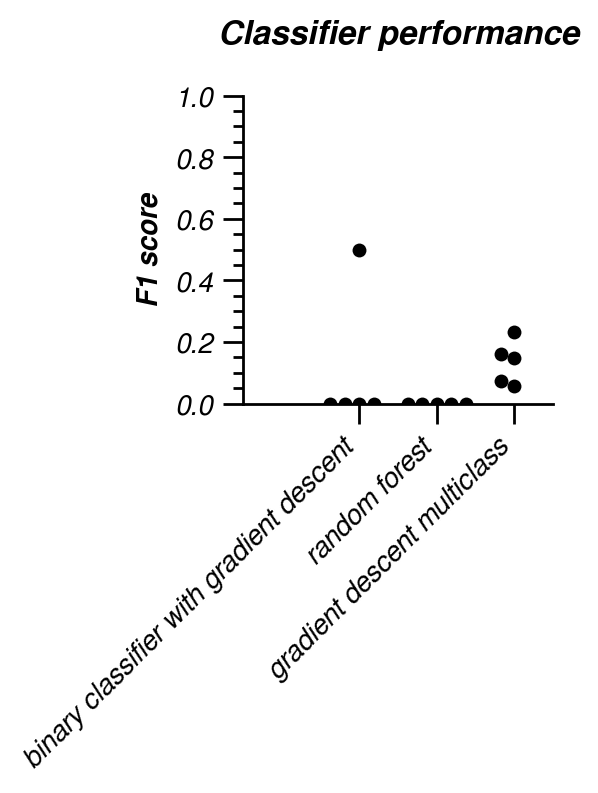 Classifier performance
1.0
0.8
0.6
0.4
0.2
0.0
F1 score
binary classifier with gradient descent
random forest
gradient descent multiclass